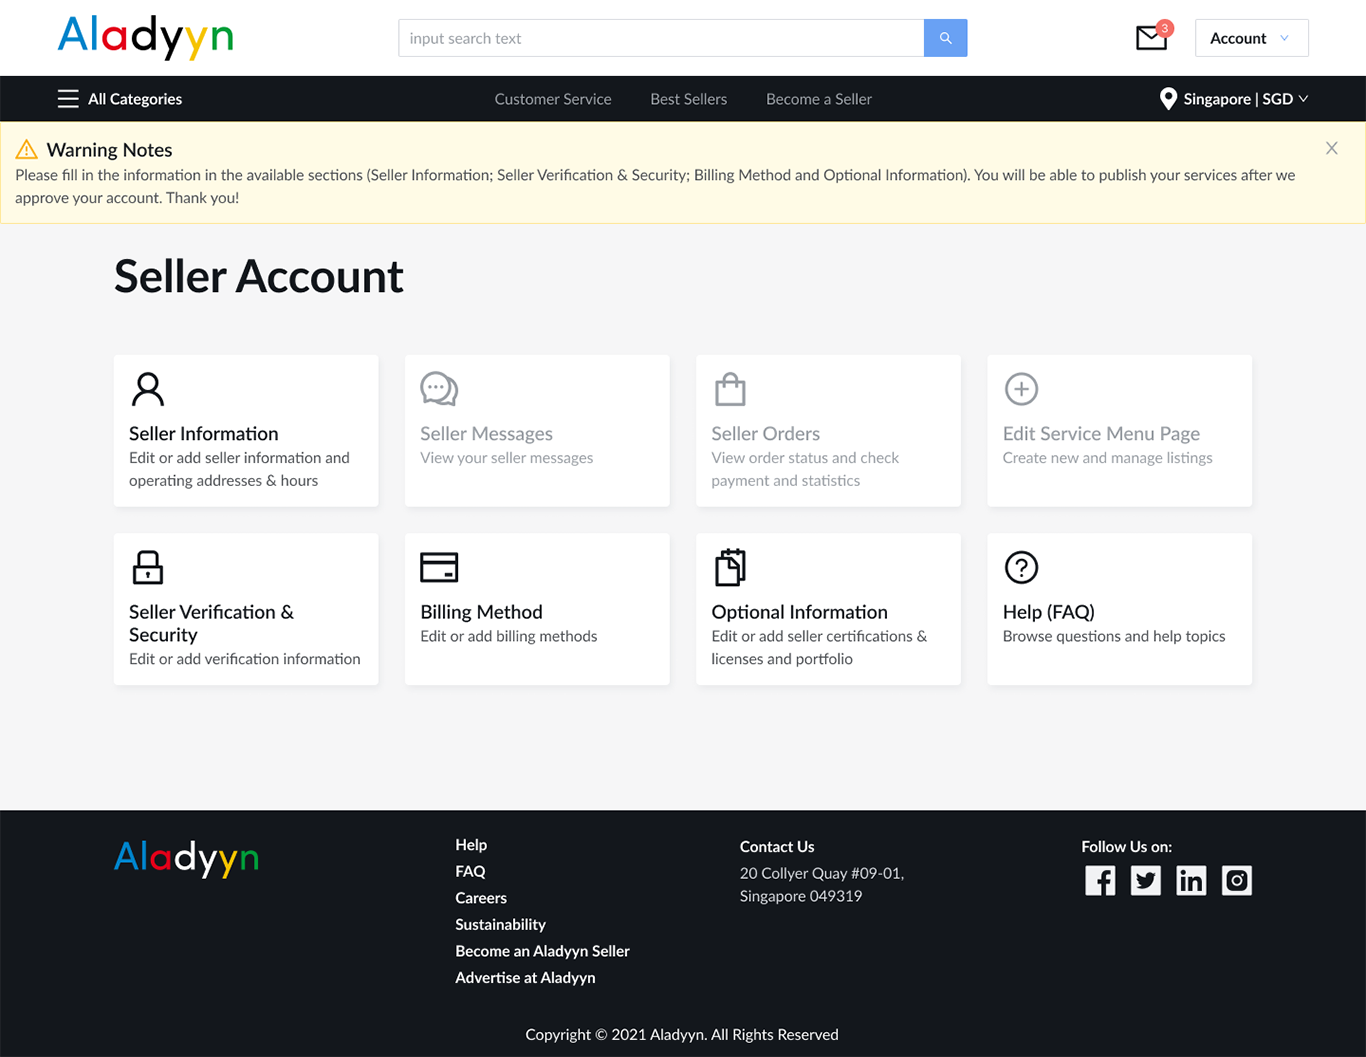 Aladyyn
input search text
3
Account
All Categories
Customer Service
Best Sellers
Become a Seller
Singapore | SGD
Warning Notes
Please fill in the information in the available sections (Seller Information; Seller Verification & Security; Billing Method and Optional Information). You will be able to publish your services after we
approve your account. Thank you!
Seller Account
Seller Information
Edit or add seller information and
operating addresses & hours
Seller Messages
View your seller messages
Seller Orders
View order status and check
payment and statistics
Edit Service Menu Page
Create new and manage listings
Seller Verification &
Security
Edit or add verification information
Billing Method
Edit or add billing methods
Optional Information
Edit or add seller certifications &
licenses and portfolio
Help (FAQ)
Browse questions and help topics
Aladyyn
Help
FAQ
Careers
Sustainability
Become an Aladyyn Seller
Advertise at Aladyyn
Contact Us
20 Collyer Quay #09-01,
Singapore 049319
Follow Us on:
Copyright © 2021 Aladyyn. All Rights Reserved